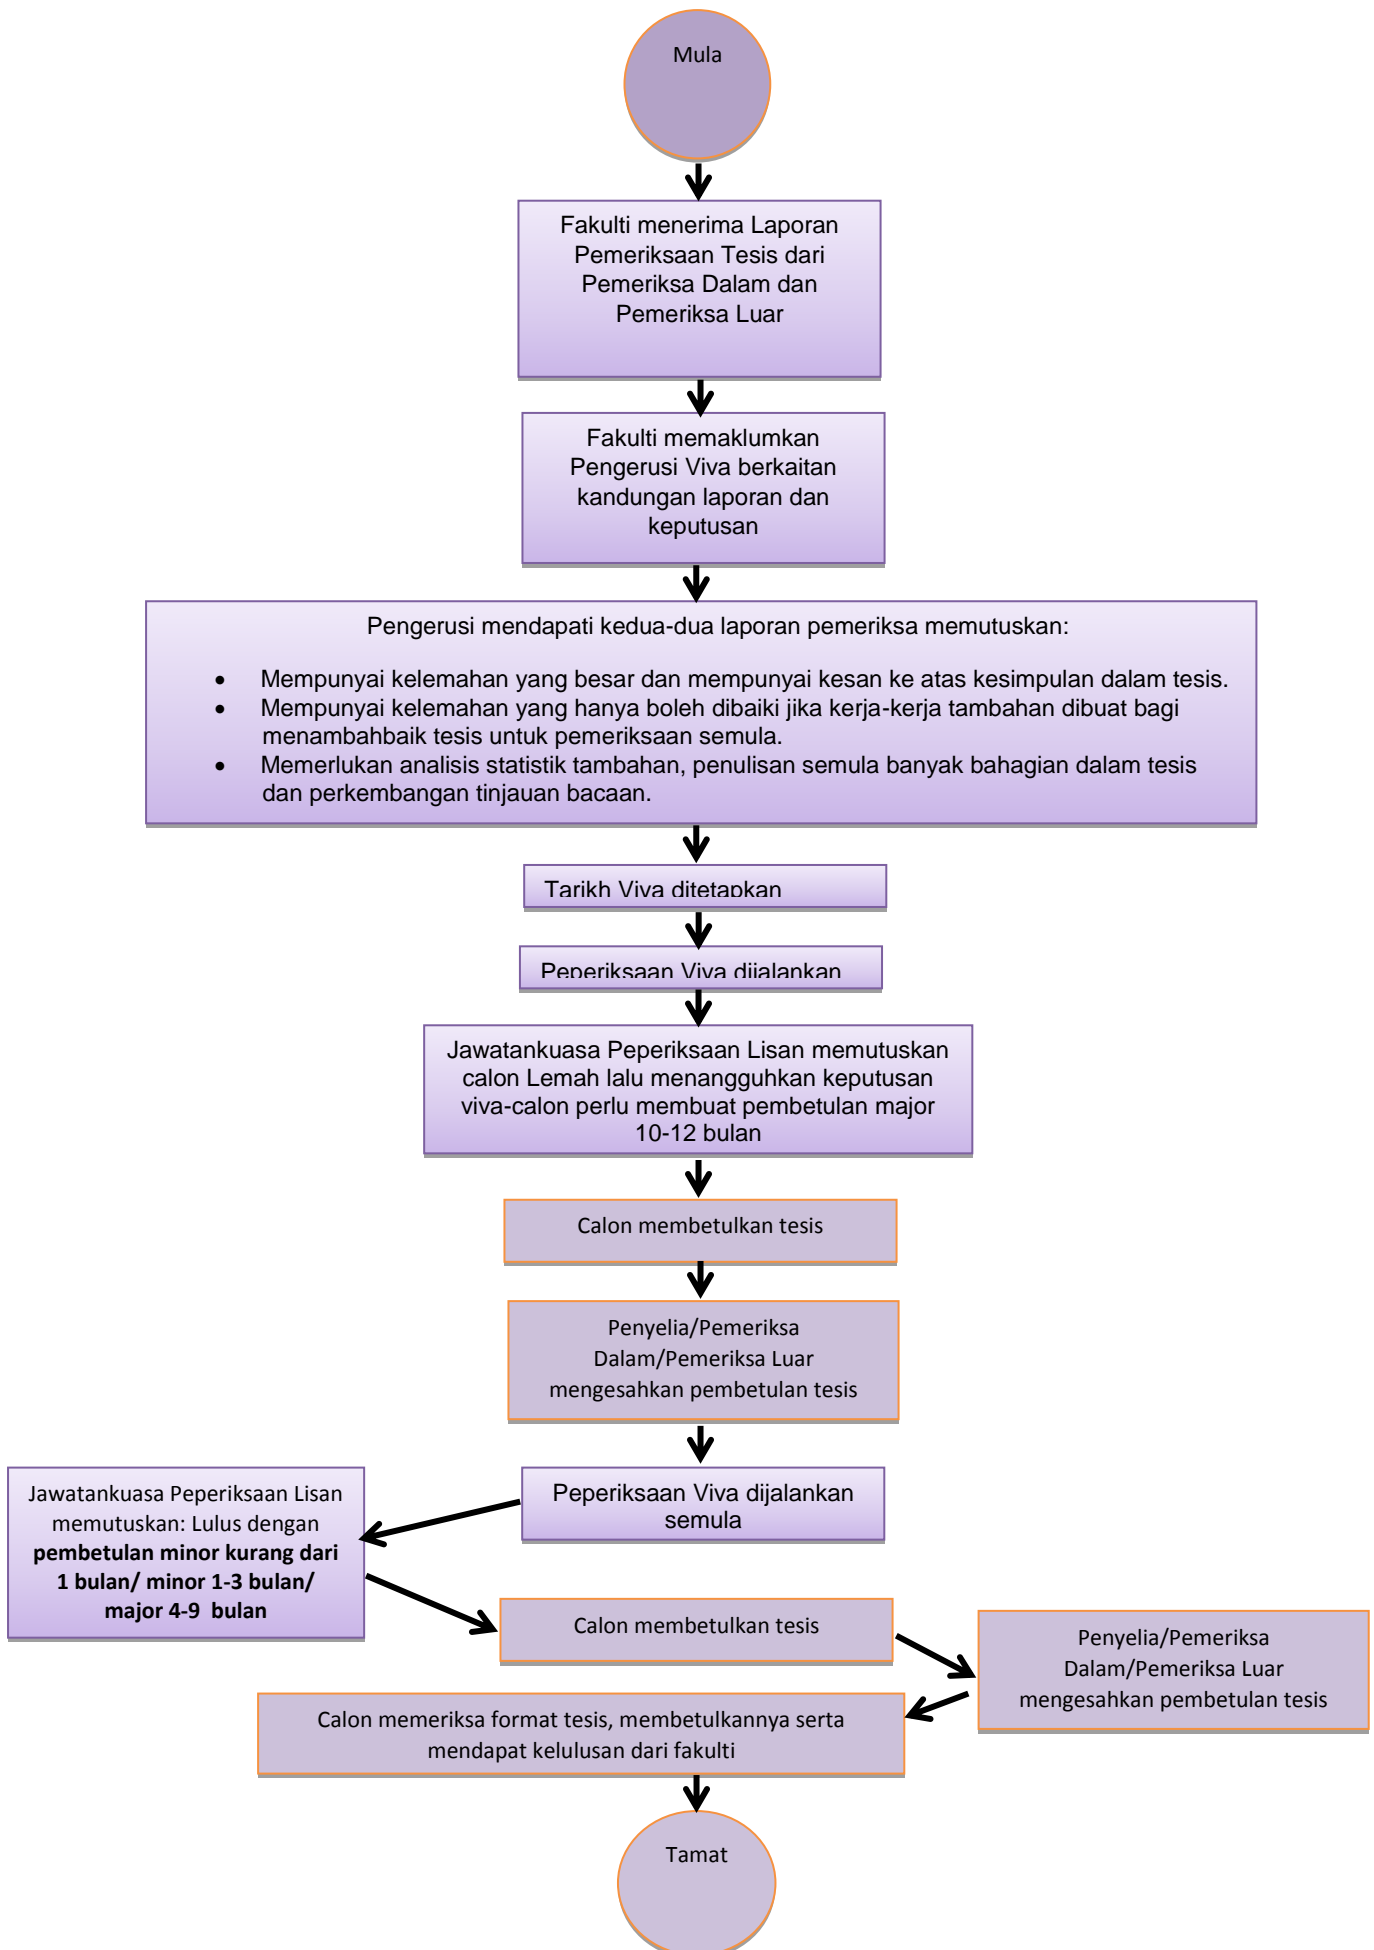 Mula
Fakulti menerima Laporan
Pemeriksaan Tesis dari
Pemeriksa Dalam dan
Pemeriksa Luar
Fakulti memaklumkan
Pengerusi Viva berkaitan
kandungan laporan dan
keputusan
Pengerusi mendapati kedua-dua laporan pemeriksa memutuskan:
• Mempunyai kelemahan yang besar dan mempunyai kesan ke atas kesimpulan dalam tesis.
• Mempunyai kelemahan yang hanya boleh dibaiki jika kerja-kerja tambahan dibuat bagi
menambahbaik tesis untuk pemeriksaan semula.
• Memerlukan analisis statistik tambahan, penulisan semula banyak bahagian dalam tesis
dan perkembangan tinjauan bacaan.
Tarikh Viva ditetapkan
Peperiksaan Viva dijalankan
Jawatankuasa Peperiksaan Lisan memutuskan
calon Lemah lalu menangguhkan keputusan
viva-calon perlu membuat pembetulan major
10-12 bulan
Calon membetulkan tesis
Penyelia/Pemeriksa
Dalam/Pemeriksa Luar
mengesahkan pembetulan tesis
Peperiksaan Viva dijalankan
semula
Jawatankuasa Peperiksaan Lisan
memutuskan: Lulus dengan
pembetulan minor kurang dari
1 bulan/ minor 1-3 bulan/
major 4-9 bulan
Calon membetulkan tesis
Penyelia/Pemeriksa
Dalam/Pemeriksa Luar
mengesahkan pembetulan tesis
Calon memeriksa format tesis, membetulkannya serta
mendapat kelulusan dari fakulti
Tamat